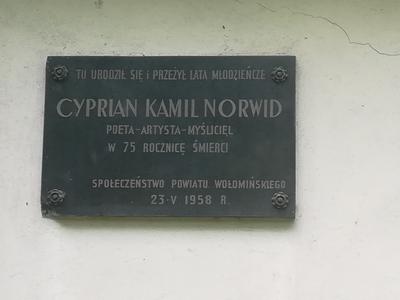 TU URODZIŁ SIĘ I PRZEŻYŁ LATA MŁODZIEŃCZE
CYPRIAN KAMIL NORWID
POETA-ARTYSTA-MYŚLICIEL
W 75 ROCZNICĘ ŚMIERCI
SPOŁECZEŃSTWO POWIATU WOŁOMIŃSKIEGO
23-V 1958 R.